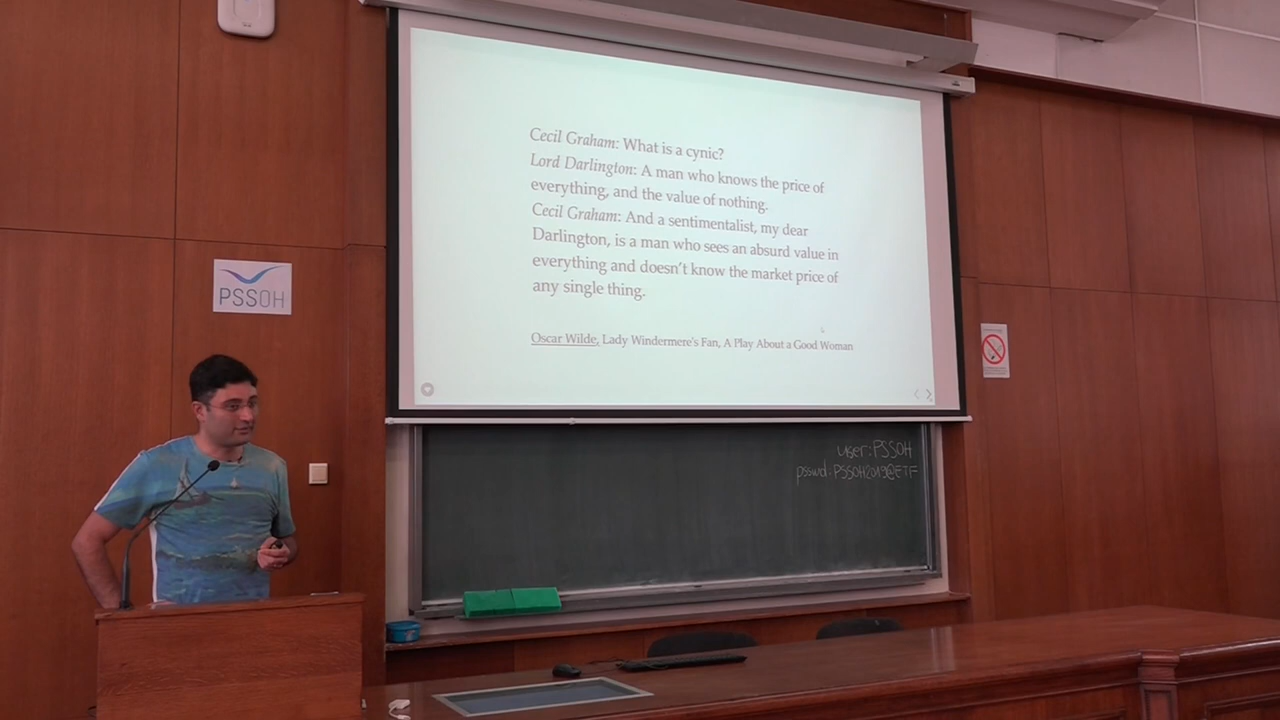 Cecil Graham: What is a cynic?
Lord Darlington: A man who knows the price of
everything, and the value of nothing.
Cecil Graham: And a sentimentalist, my dear
Darlington, is a man who sees an absurd value in
everything and doesn't know the market price of
any single thing.
Oscar Wilde, Lady Windermere's Fan, A Play About a Good Woman
PSSOH
user: PSSOH
psswd: PSSOH2019@ETF